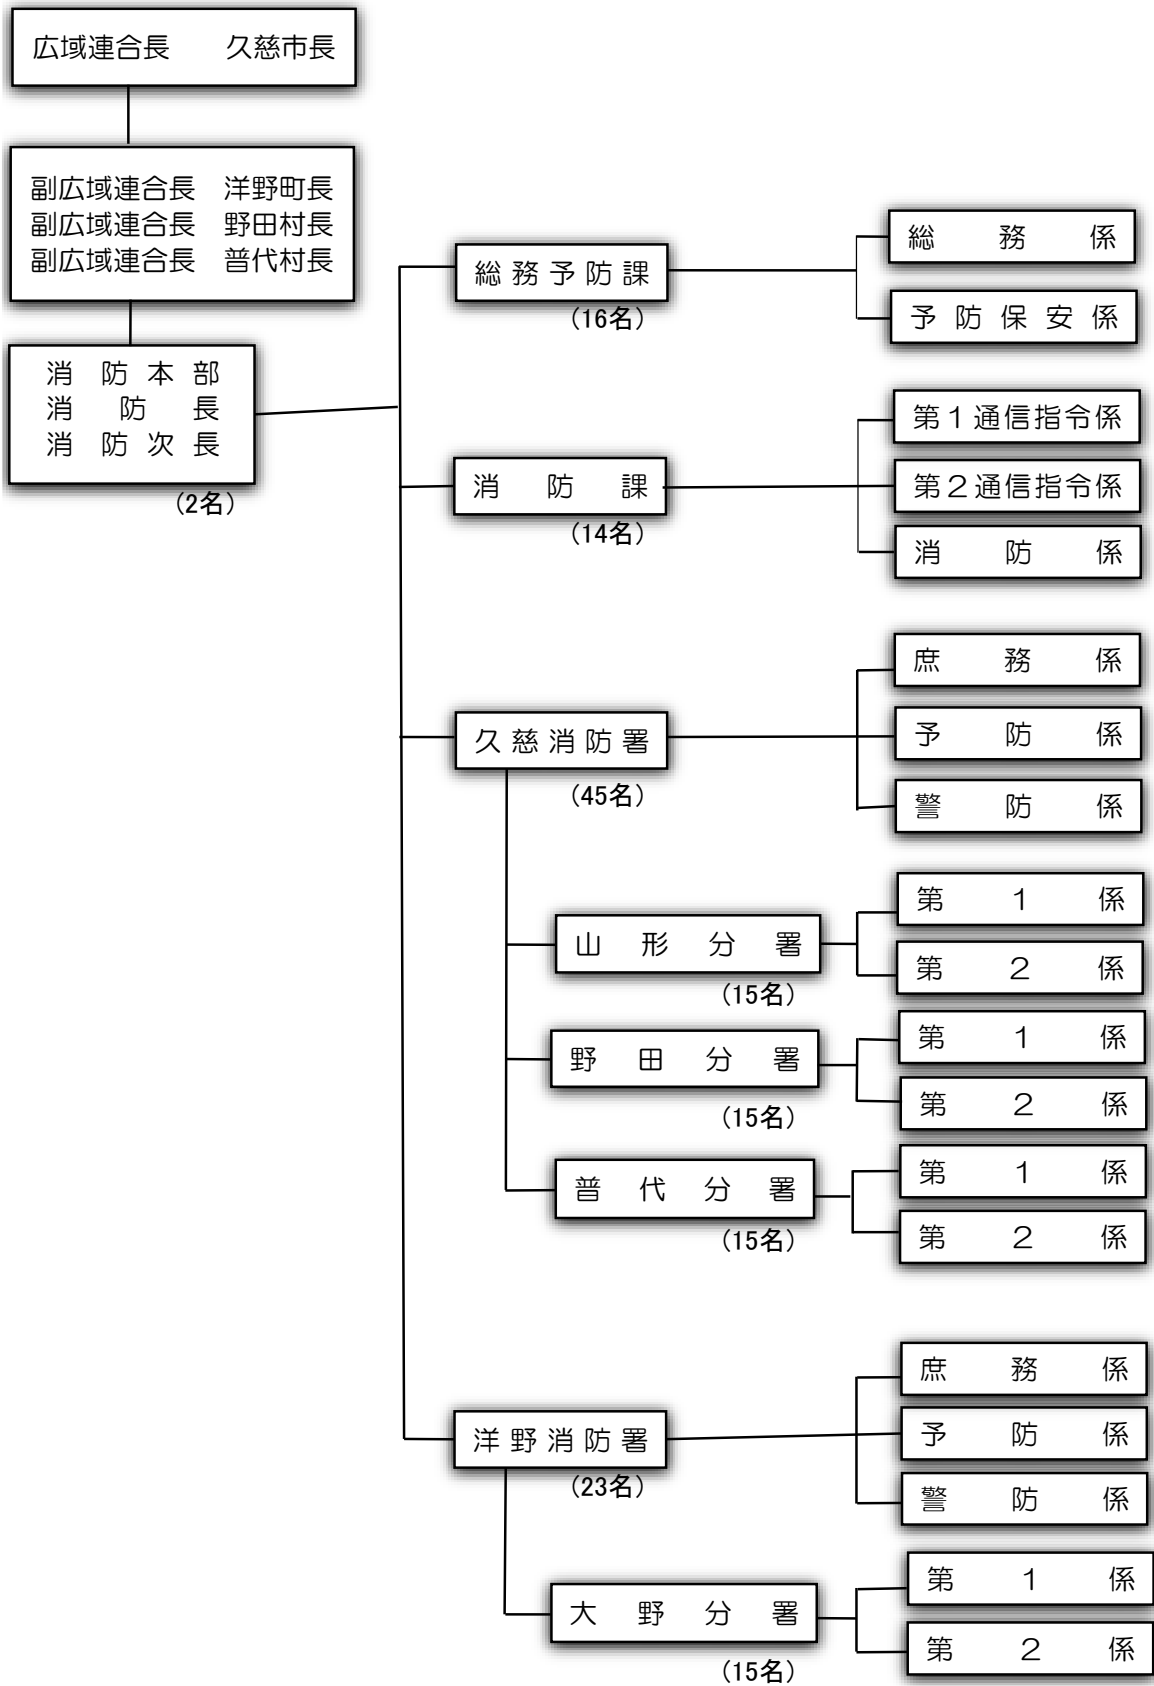 広域連合長　久慈市長
副広域連合長　洋野町長
副広域連合長　野田村長
副広域連合長　普代村長
消防本部
消防長
消防次長
（2名）
総務予防課
（16名）
総務係
予防保安係
消防課
（14名）
第１通信指令係
第２通信指令係
消防係
久慈消防署
（45名）
庶務係
予防係
警防係
山形分署
（15名）
第１係
第２係
野田分署
（15名）
第１係
第２係
普代分署
（15名）
第１係
第２係
洋野消防署
（23名）
庶務係
予防係
警防係
大野分署
（15名）
第１係
第２係